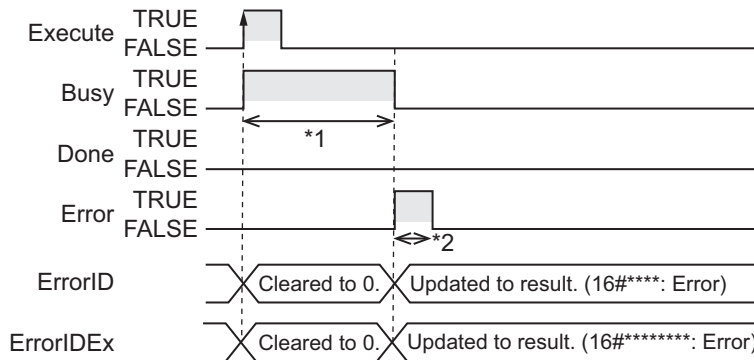 Execute TRUE
FALSE
Busy TRUE
FALSE
*1
Done TRUE
FALSE
Error TRUE
FALSE
*2
ErrorID Cleared to 0. Updated to result. (16#****: Error)
ErrorIDEx Cleared to 0. Updated to result. (16#********: Error)